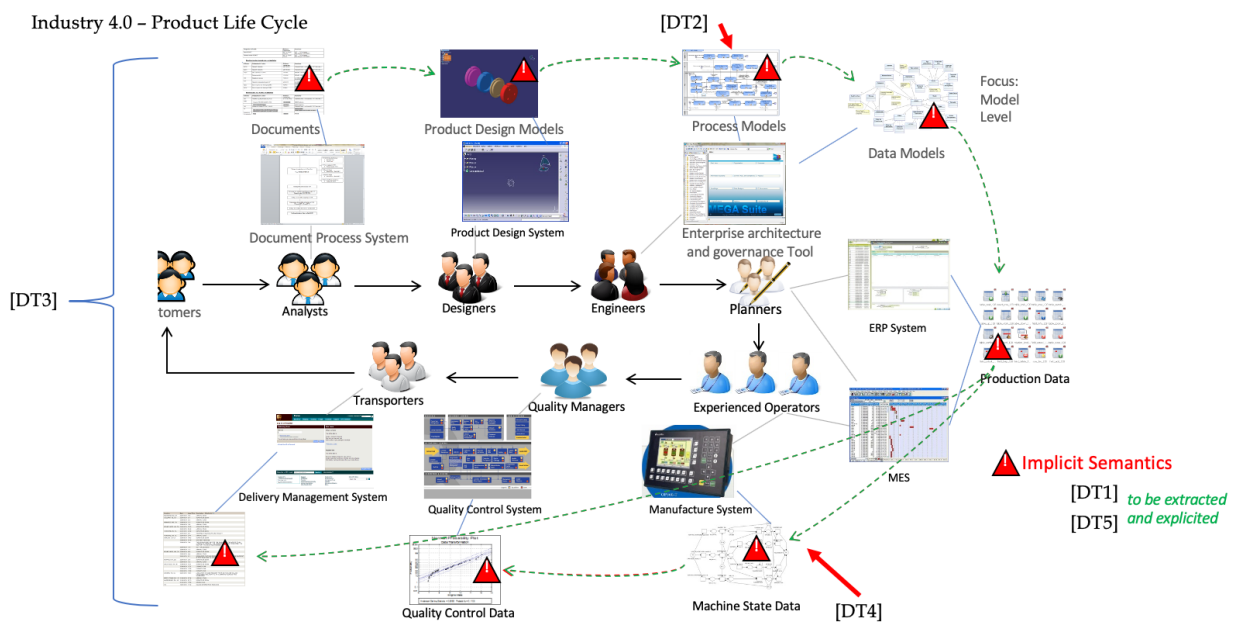 Industry 4.0 – Product Life Cycle
[DT2]
Focus:
Model
Level
Documents
Product Design Models
Process Models
Data Models
MEGA Suite
Document Process System
Product Design System
Enterprise architecture
and governance Tool
[DT3]
tomers
Analysts
Designers
Engineers
Planners
ERP System
Production Data
Transporters
Quality Managers
Experienced Operators
MES
Implicit Semantics
[DT1]
[DT5]
to be extracted
and explicited
Delivery Management System
Quality Control System
Manufacture System
Quality Control Data
Machine State Data
[DT4]